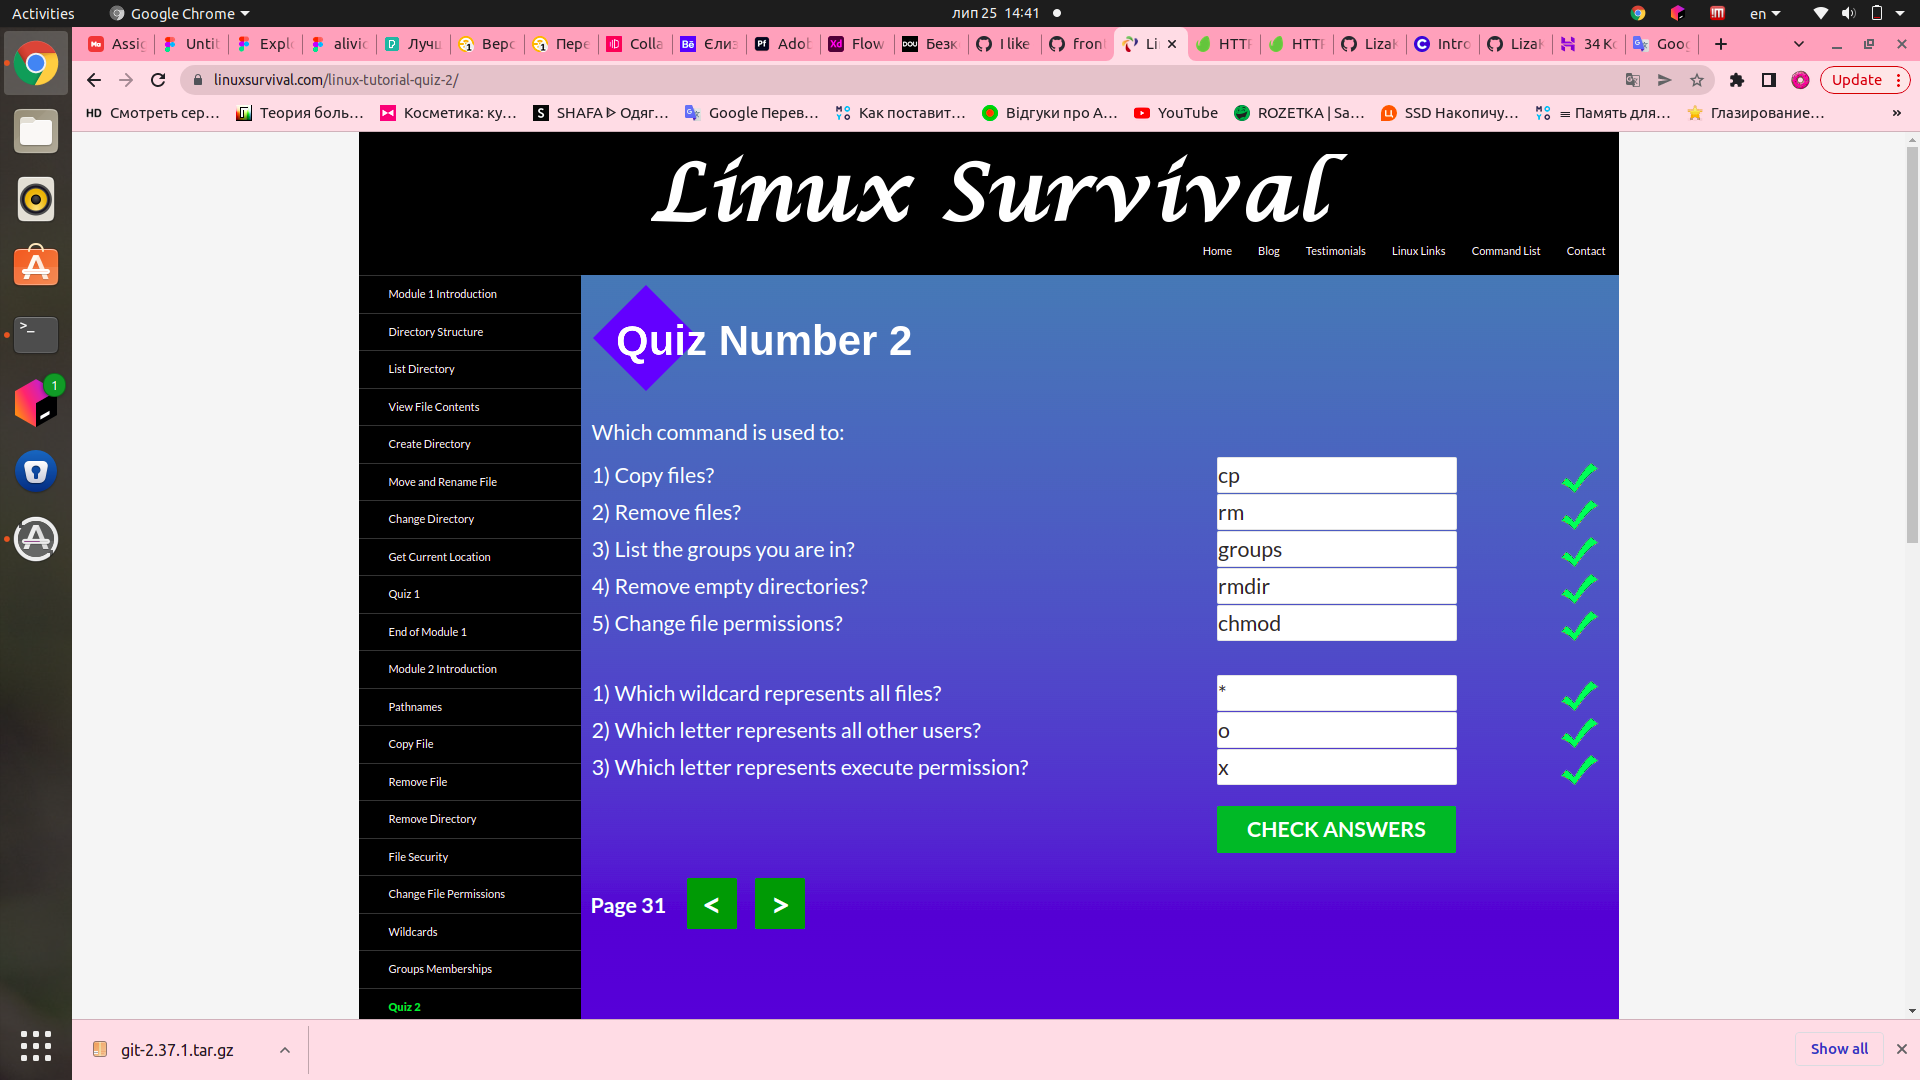 Activities Google Chrome лип 25 14:41 en
Assig Untit Explo alivic Лучш Верс Пере Colla Єлиз Adob Flow Безко I like fron Lin HTTP HTTP LizaK Intro LizaK 34 Ко Goog
linuxsurvival.com/linux-tutorial-quiz-2/ Update
Смотреть сер… Теория боль… Косметика: ку… SHAFA ᐈ Одяг… Google Перев… Как поставит… Відгуки про А… YouTube ROZETKA | Sa… SSD Накопичу… ≡ Память для… Глазирование… »
Linux Survival
Home Blog Testimonials Linux Links Command List Contact
Module 1 Introduction
Directory Structure
List Directory
View File Contents
Create Directory
Move and Rename File
Change Directory
Get Current Location
Quiz 1
End of Module 1
Module 2 Introduction
Pathnames
Copy File
Remove File
Remove Directory
File Security
Change File Permissions
Wildcards
Groups Memberships
Quiz 2
Quiz Number 2
Which command is used to:
1) Copy files? cp
2) Remove files? rm
3) List the groups you are in? groups
4) Remove empty directories? rmdir
5) Change file permissions? chmod
1) Which wildcard represents all files? *
2) Which letter represents all other users? o
3) Which letter represents execute permission? x
CHECK ANSWERS
Page 31 < >
git-2.37.1.tar.gz Show all